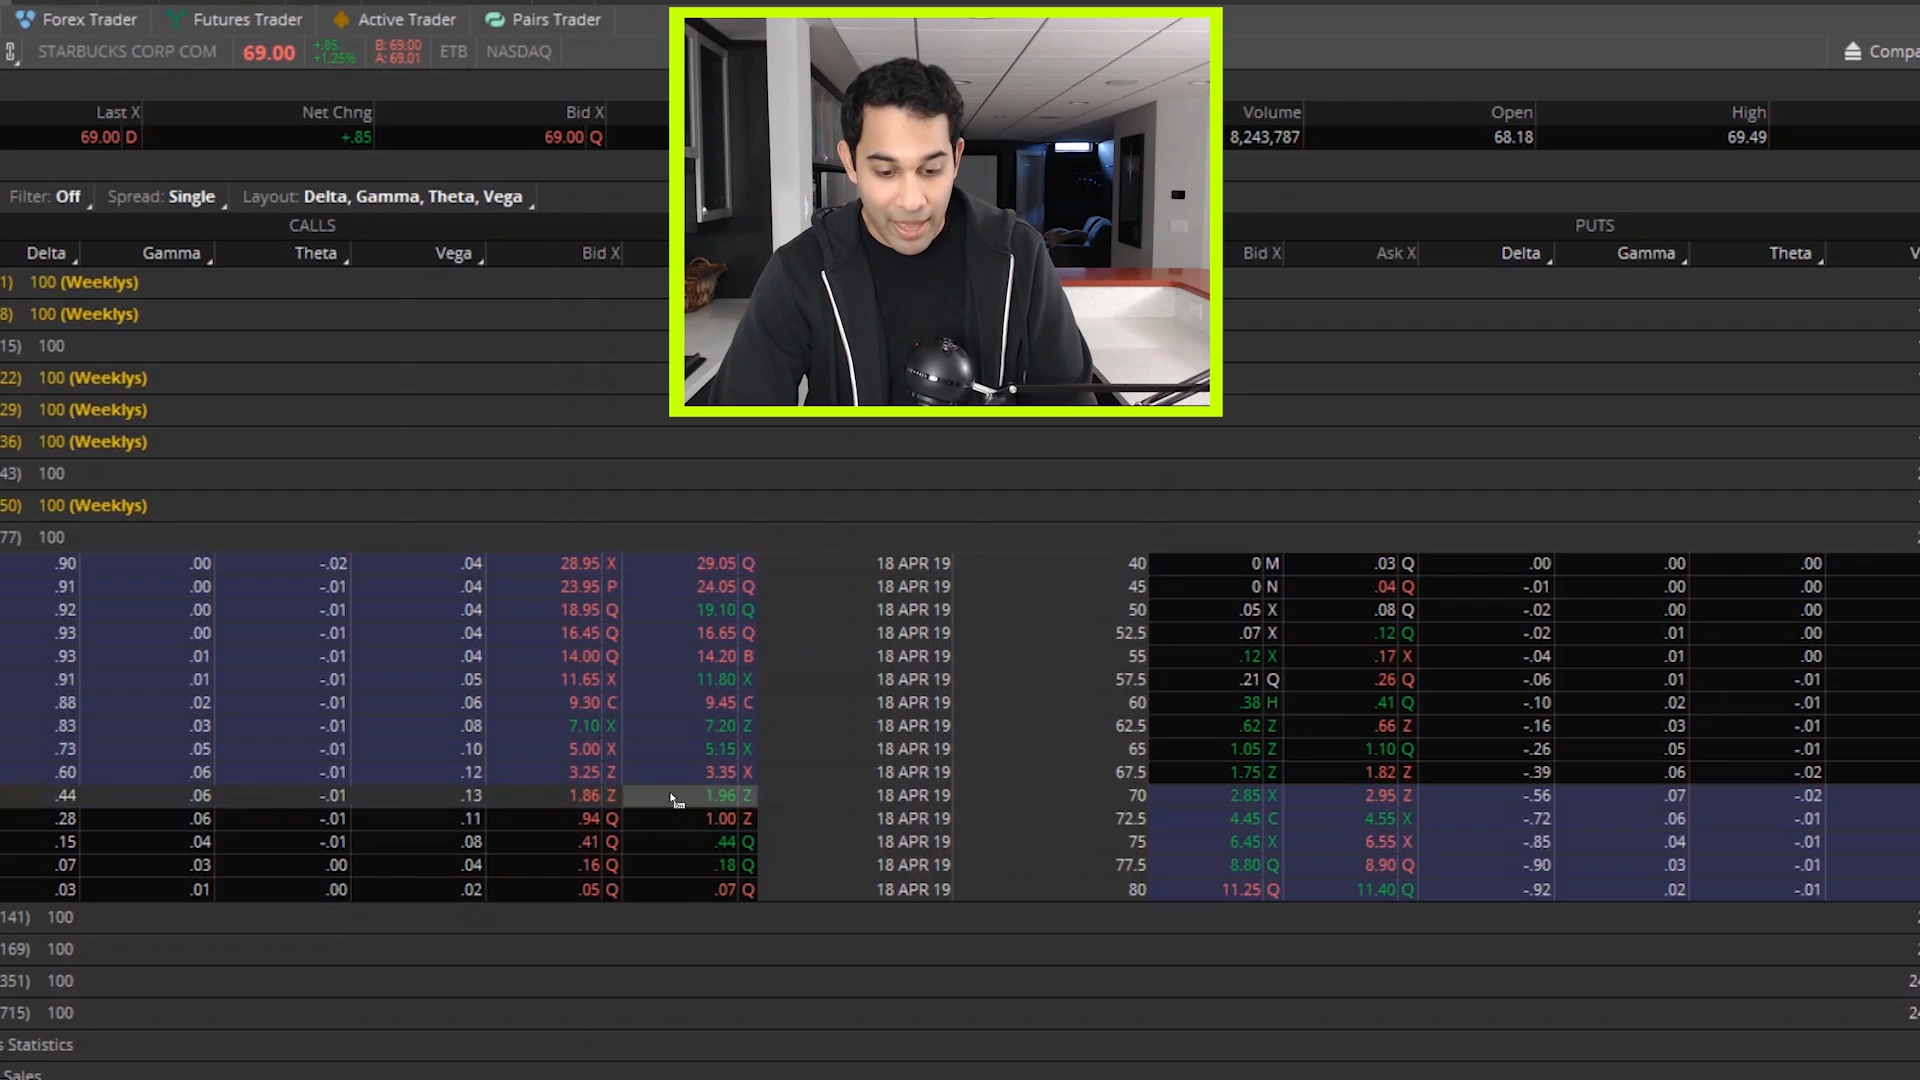 Forex Trader Futures Trader Active Trader Pairs Trader
STARBUCKS CORP COM 69.00 +.85 +1.25% B: 69.00 A: 69.01 ETB NASDAQ
Last X Net Chng Bid X Volume Open High
69.00 D +.85 69.00 Q 8,243,787 68.18 69.49
Filter: Off Spread: Single Layout: Delta, Gamma, Theta, Vega
CALLS PUTS
Delta Gamma Theta Vega Bid X Bid X Ask X Delta Gamma Theta
1) 100 (Weeklys)
8) 100 (Weeklys)
15) 100
22) 100 (Weeklys)
29) 100 (Weeklys)
36) 100 (Weeklys)
43) 100
50) 100 (Weeklys)
77) 100
.90 .00 -.02 .04 28.95 X 29.05 Q 18 APR 19 40 0 M .03 Q .00 .00 .00
.91 .00 -.01 .04 23.95 P 24.05 Q 18 APR 19 45 0 N .04 Q -.01 .00 .00
.92 .00 -.01 .04 18.95 Q 19.10 Q 18 APR 19 50 .05 X .08 Q -.02 .00 .00
.93 .00 -.01 .04 16.45 Q 16.65 Q 18 APR 19 52.5 .07 X .12 Q -.02 .01 .00
.93 .01 -.01 .04 14.00 Q 14.20 B 18 APR 19 55 .12 X .17 X -.04 .01 .00
.91 .01 -.01 .05 11.65 X 11.80 X 18 APR 19 57.5 .21 Q .26 Q -.06 .01 -.01
.88 .02 -.01 .06 9.30 C 9.45 C 18 APR 19 60 .38 H .41 Q -.10 .02 -.01
.83 .03 -.01 .08 7.10 X 7.20 Z 18 APR 19 62.5 .62 Z .66 Z -.16 .03 -.01
.73 .05 -.01 .10 5.00 X 5.15 X 18 APR 19 65 1.05 Z 1.10 Q -.26 .05 -.01
.60 .06 -.01 .12 3.25 Z 3.35 X 18 APR 19 67.5 1.75 Z 1.82 Z -.39 .06 -.02
.44 .06 -.01 .13 1.86 Z 1.96 Z 18 APR 19 70 2.85 X 2.95 Z -.56 .07 -.02
.28 .06 -.01 .11 .94 Q 1.00 Z 18 APR 19 72.5 4.45 C 4.55 X -.72 .06 -.01
.15 .04 -.01 .08 .41 Q .44 Q 18 APR 19 75 6.45 X 6.55 X -.85 .04 -.01
.07 .03 .00 .04 .16 Q .18 Q 18 APR 19 77.5 8.80 Q 8.90 Q -.90 .03 -.01
.03 .01 .00 .02 .05 Q .07 Q 18 APR 19 80 11.25 Q 11.40 Q -.92 .02 -.01
141) 100
169) 100
351) 100
715) 100
s Statistics
Sales